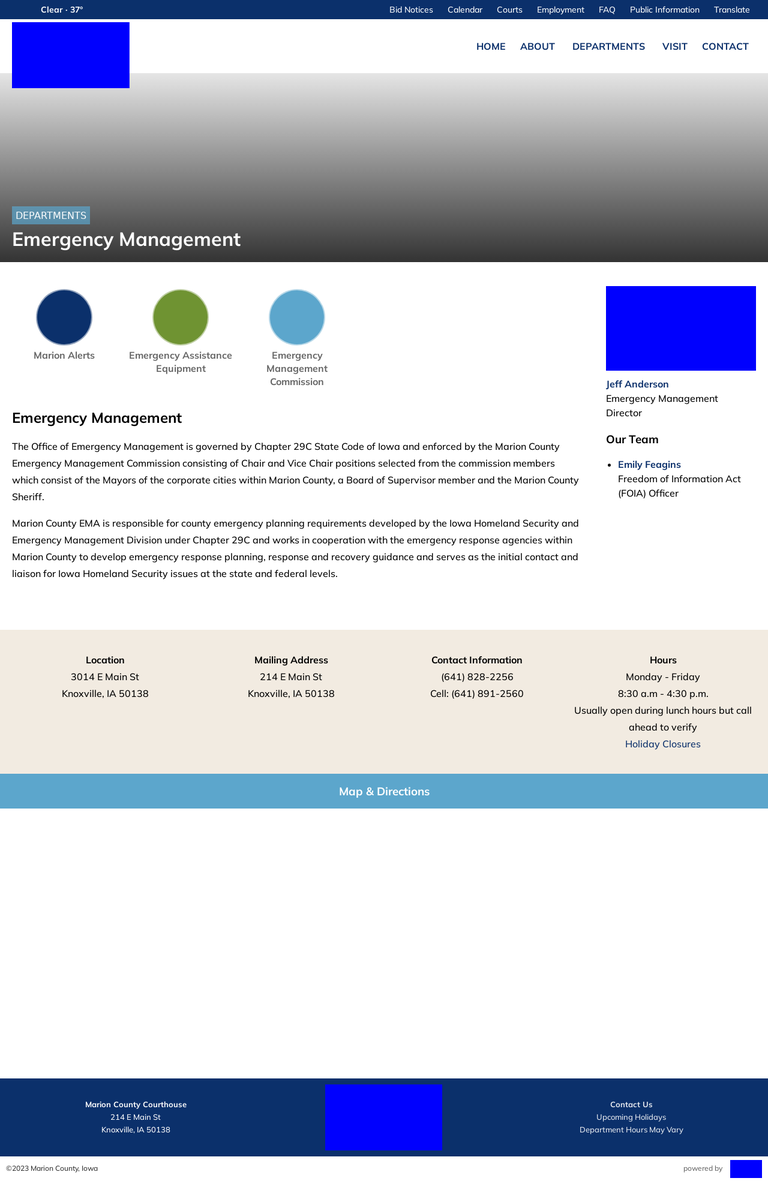 Clear · 37°
Bid Notices
Calendar
Courts
Employment
FAQ
Public Information
Translate
HOME
ABOUT
DEPARTMENTS
VISIT
CONTACT
DEPARTMENTS
Emergency Management
Marion Alerts
Emergency Assistance
Equipment
Emergency
Management
Commission
Emergency Management
The Office of Emergency Management is governed by Chapter 29C State Code of Iowa and enforced by the Marion County
Emergency Management Commission consisting of Chair and Vice Chair positions selected from the commission members
which consist of the Mayors of the corporate cities within Marion County, a Board of Supervisor member and the Marion County
Sheriff.
Marion County EMA is responsible for county emergency planning requirements developed by the Iowa Homeland Security and
Emergency Management Division under Chapter 29C and works in cooperation with the emergency response agencies within
Marion County to develop emergency response planning, response and recovery guidance and serves as the initial contact and
liaison for Iowa Homeland Security issues at the state and federal levels.
Jeff Anderson
Emergency Management
Director
Our Team
• Emily Feagins
Freedom of Information Act
(FOIA) Officer
Location
3014 E Main St
Knoxville, IA 50138
Mailing Address
214 E Main St
Knoxville, IA 50138
Contact Information
(641) 828-2256
Cell: (641) 891-2560
Hours
Monday - Friday
8:30 a.m - 4:30 p.m.
Usually open during lunch hours but call
ahead to verify
Holiday Closures
Map & Directions
Marion County Courthouse
214 E Main St
Knoxville, IA 50138
Contact Us
Upcoming Holidays
Department Hours May Vary
©2023 Marion County, Iowa
powered by